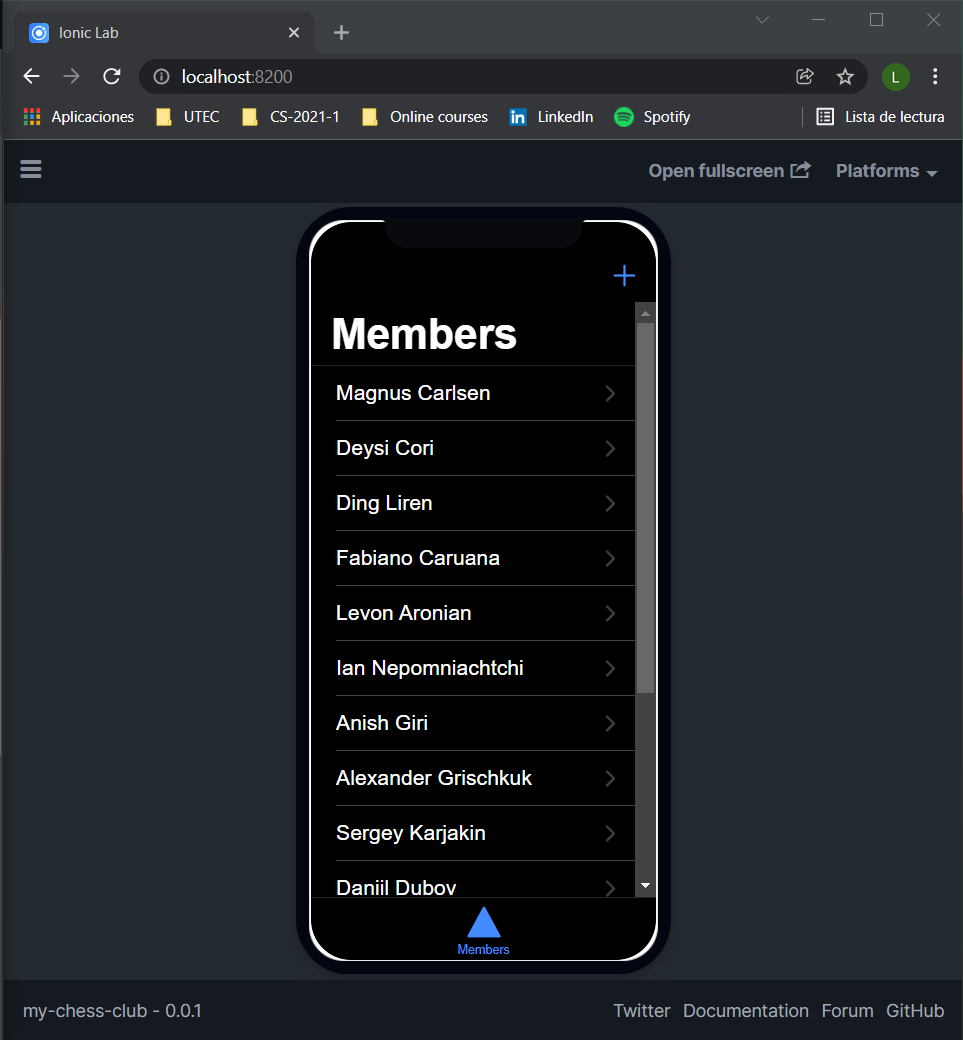 Ionic Lab
localhost:8200
L
Aplicaciones UTEC CS-2021-1 Online courses LinkedIn Spotify Lista de lectura
Open fullscreen Platforms
Members
Magnus Carlsen
Deysi Cori
Ding Liren
Fabiano Caruana
Levon Aronian
Ian Nepomniachtchi
Anish Giri
Alexander Grischkuk
Sergey Karjakin
Daniil Dubov
Members
my-chess-club - 0.0.1 Twitter Documentation Forum GitHub